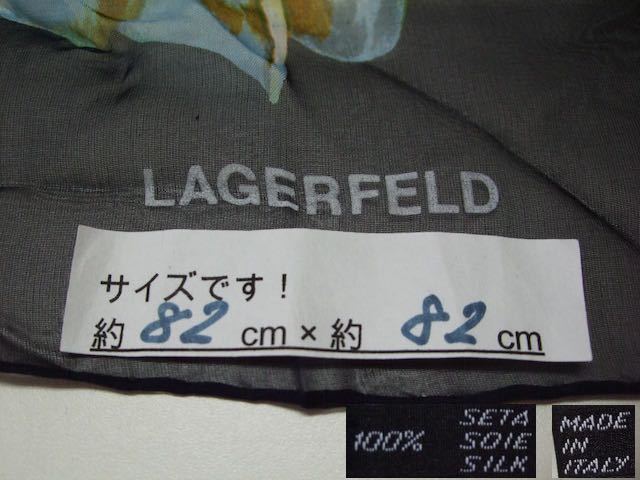 LAGERFELD
サイズです!
約 82 cm × 約 82 cm
100%
SETA
SOIE
SILK
MADE
IN
ITALY